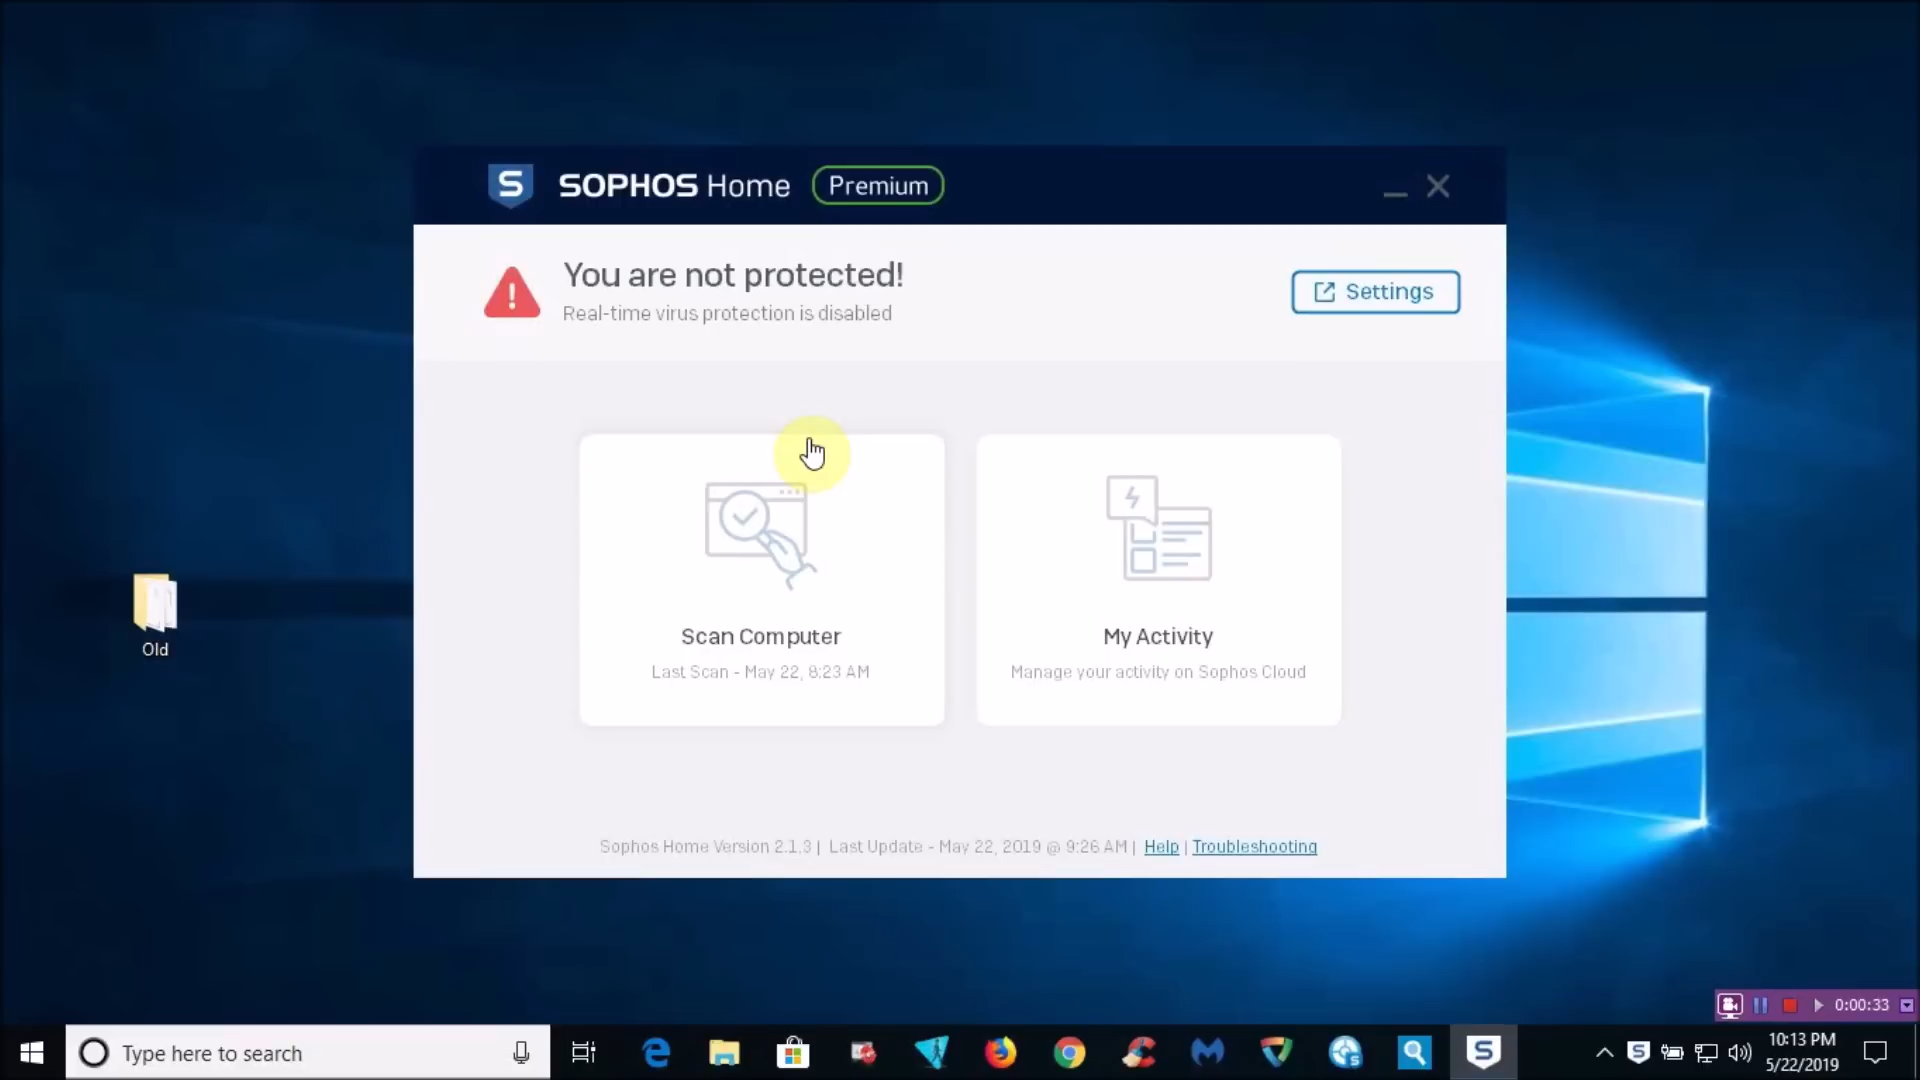 S SOPHOS Home Premium
You are not protected!
Real-time virus protection is disabled
Settings
Scan Computer
Last Scan - May 22, 8:23 AM
My Activity
Manage your activity on Sophos Cloud
Old
Sophos Home Version 2.1.3 | Last Update - May 22, 2019 @ 9:26 AM | Help | Troubleshooting
0:00:33
Type here to search
10:13 PM
5/22/2019